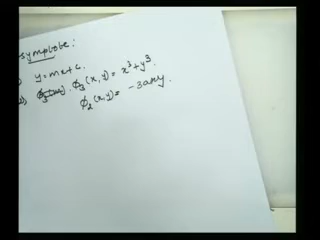 symptote:
y = mx + c.
ϕ₃(x, y) = x³ + y³.
ϕ₂(x, y) = -3axy.